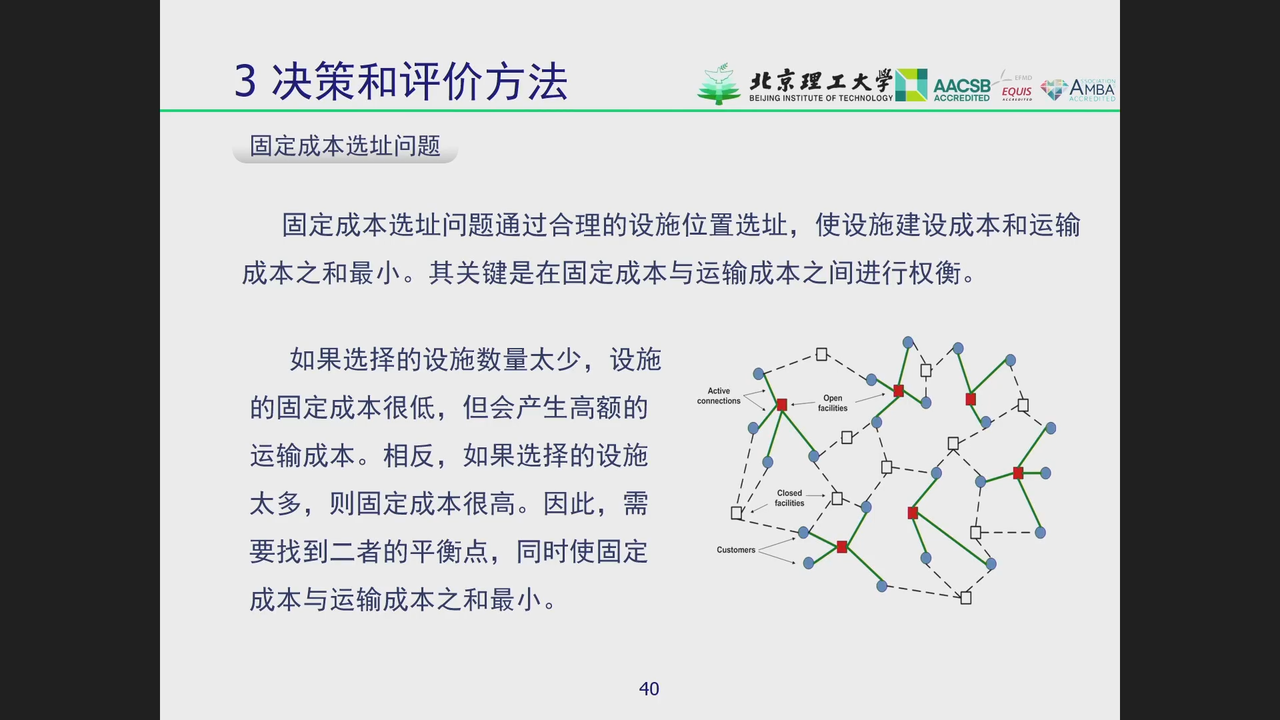 3 决策和评价方法
北京理工大学
BEIJING INSTITUTE OF TECHNOLOGY
AACSB
ACCREDITED
EFMD
EQUIS
ACCREDITED
ASSOCIATION
AMBA
ACCREDITED
固定成本选址问题
固定成本选址问题通过合理的设施位置选址，使设施建设成本和运输
成本之和最小。其关键是在固定成本与运输成本之间进行权衡。
如果选择的设施数量太少，设施
的固定成本很低，但会产生高额的
运输成本。相反，如果选择的设施
太多，则固定成本很高。因此，需
要找到二者的平衡点，同时使固定
成本与运输成本之和最小。
Active
connections
Open
facilities
Closed
facilities
Customers
40